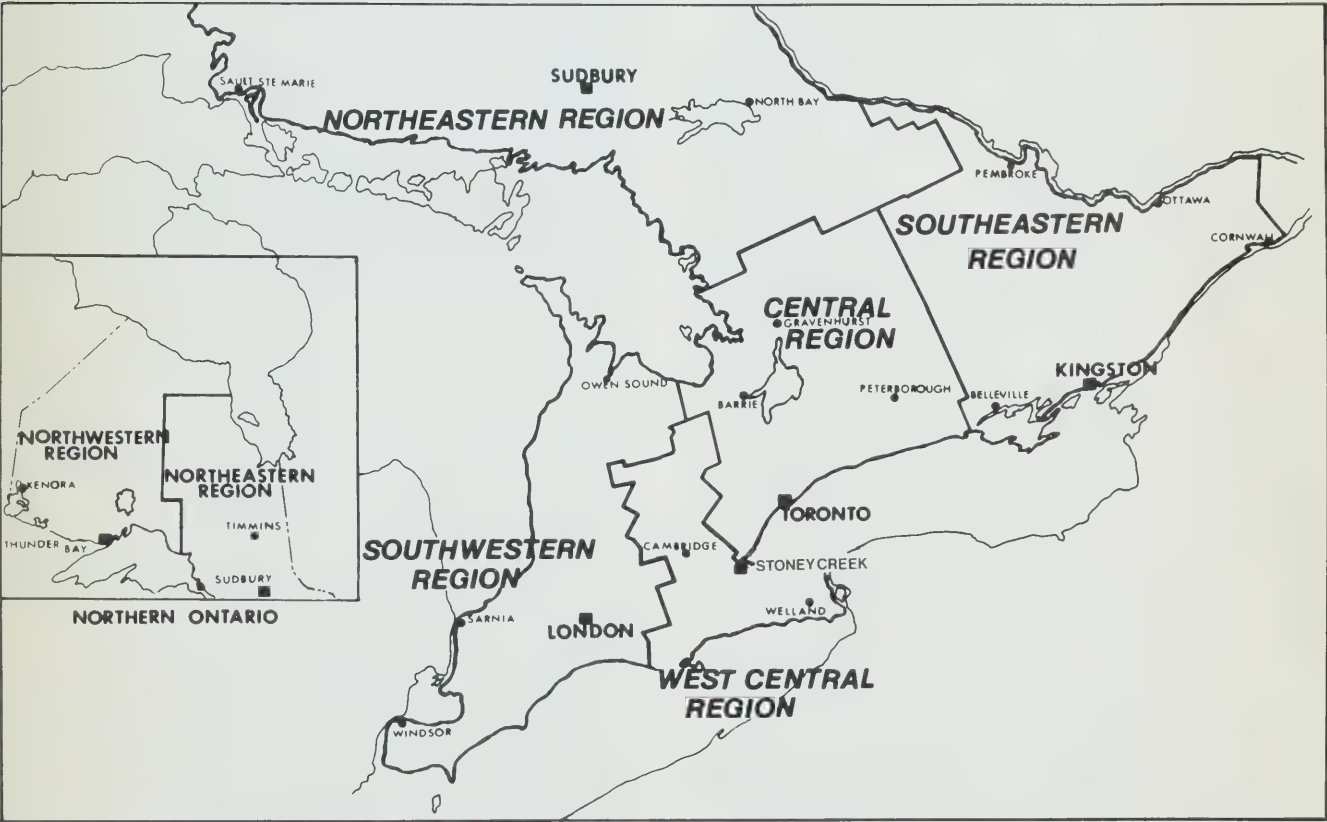 SAULT STE MARIE
SUDBURY
NORTH BAY
NORTHEASTERN REGION
PEMBROKE
OTTAWA
SOUTHEASTERN
REGION
CORNWALL
CENTRAL
GRAVENHURST
REGION
KINGSTON
OWEN SOUND
BARRIE
PETERBOROUGH
BELLEVILLE
NORTHWESTERN
REGION
NORTHEASTERN
REGION
KENORA
TIMMINS
THUNDER BAY
SUDBURY
NORTHERN ONTARIO
TORONTO
SOUTHWESTERN
REGION
CAMBRIDGE
STONEY CREEK
WELLAND
SARNIA
LONDON
WEST CENTRAL
REGION
WINDSOR